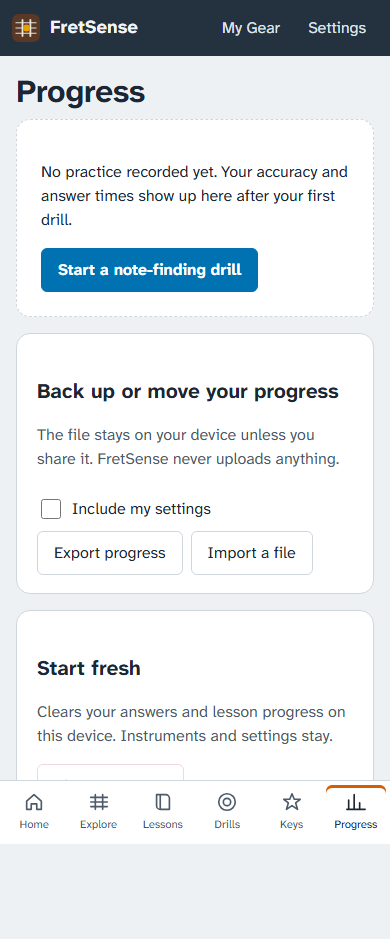 FretSense
My Gear
Settings
Progress
No practice recorded yet. Your accuracy and
answer times show up here after your first
drill.
Start a note-finding drill
Back up or move your progress
The file stays on your device unless you
share it. FretSense never uploads anything.
Include my settings
Export progress
Import a file
Start fresh
Clears your answers and lesson progress on
this device. Instruments and settings stay.
Home
Explore
Lessons
Drills
Keys
Progress